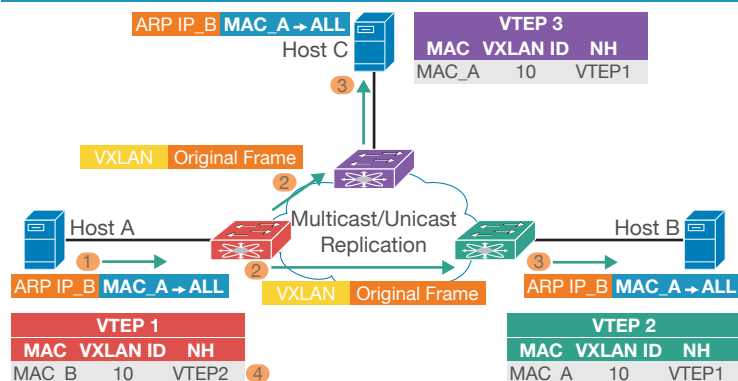 ARP IP_B MAC_A → ALL
Host C
VTEP 3
MAC VXLAN ID NH
MAC_A 10 VTEP1
3
VXLAN Original Frame
2
Host A
Multicast/Unicast
Replication
Host B
1
2
3
ARP IP_B MAC_A → ALL
VXLAN Original Frame
ARP IP_B MAC_A → ALL
VTEP 1
MAC VXLAN ID NH
MAC_B 10 VTEP2 4
VTEP 2
MAC VXLAN ID NH
MAC_A 10 VTEP1